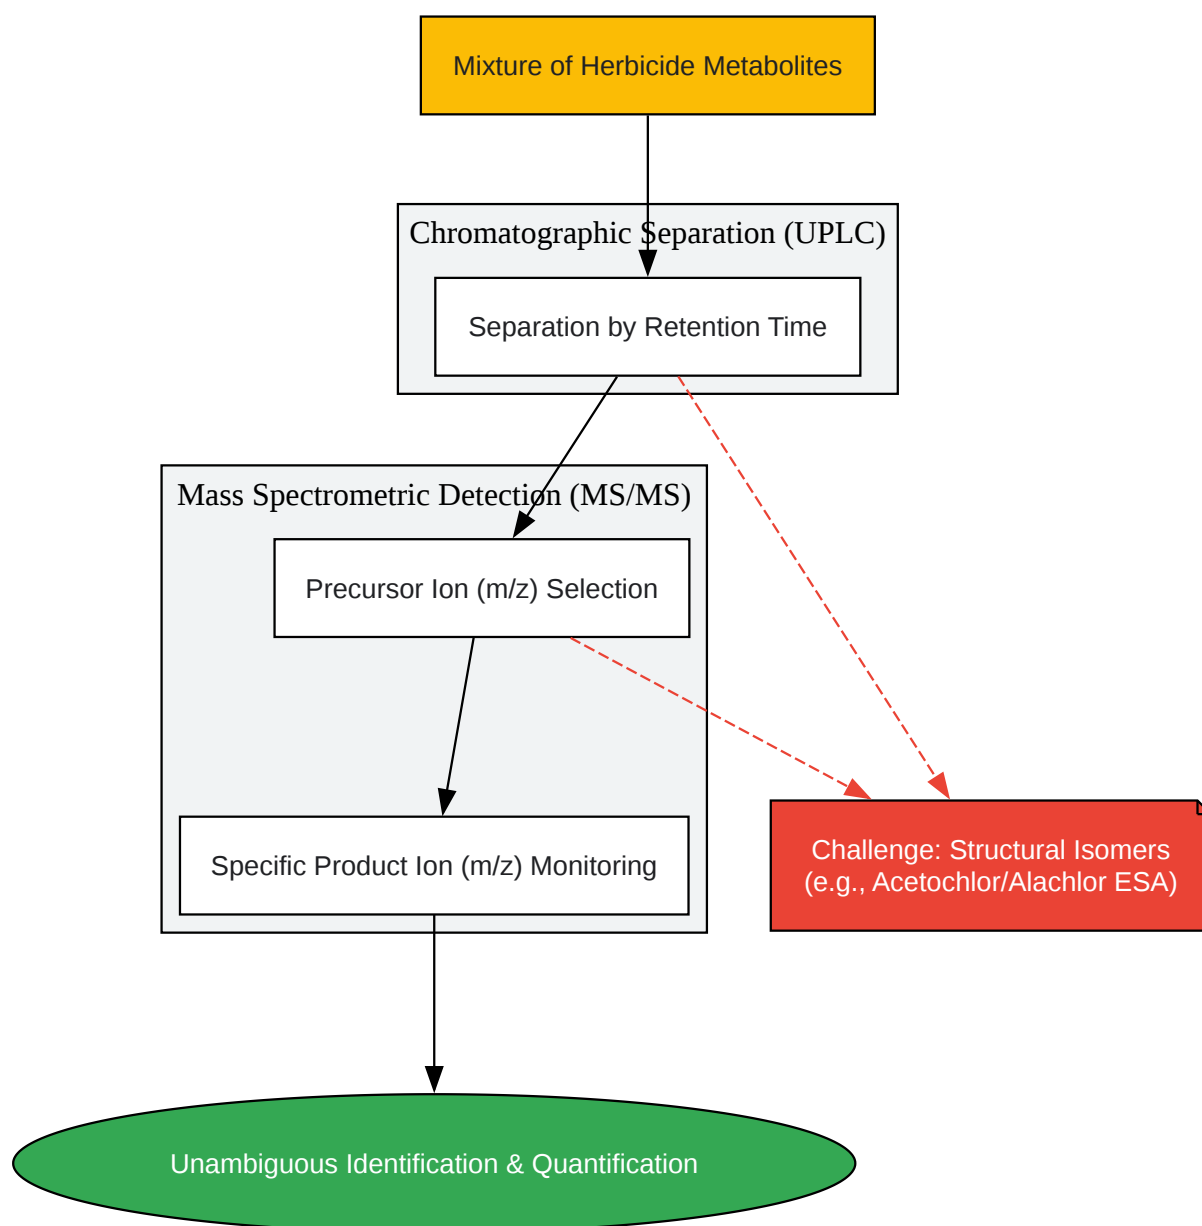 Mixture of Herbicide Metabolites
Chromatographic Separation (UPLC)
Separation by Retention Time
Mass Spectrometric Detection (MS/MS)
Precursor Ion (m/z) Selection
Specific Product Ion (m/z) Monitoring
Challenge: Structural Isomers
(e.g., Acetochlor/Alachlor ESA)
Unambiguous Identification & Quantification